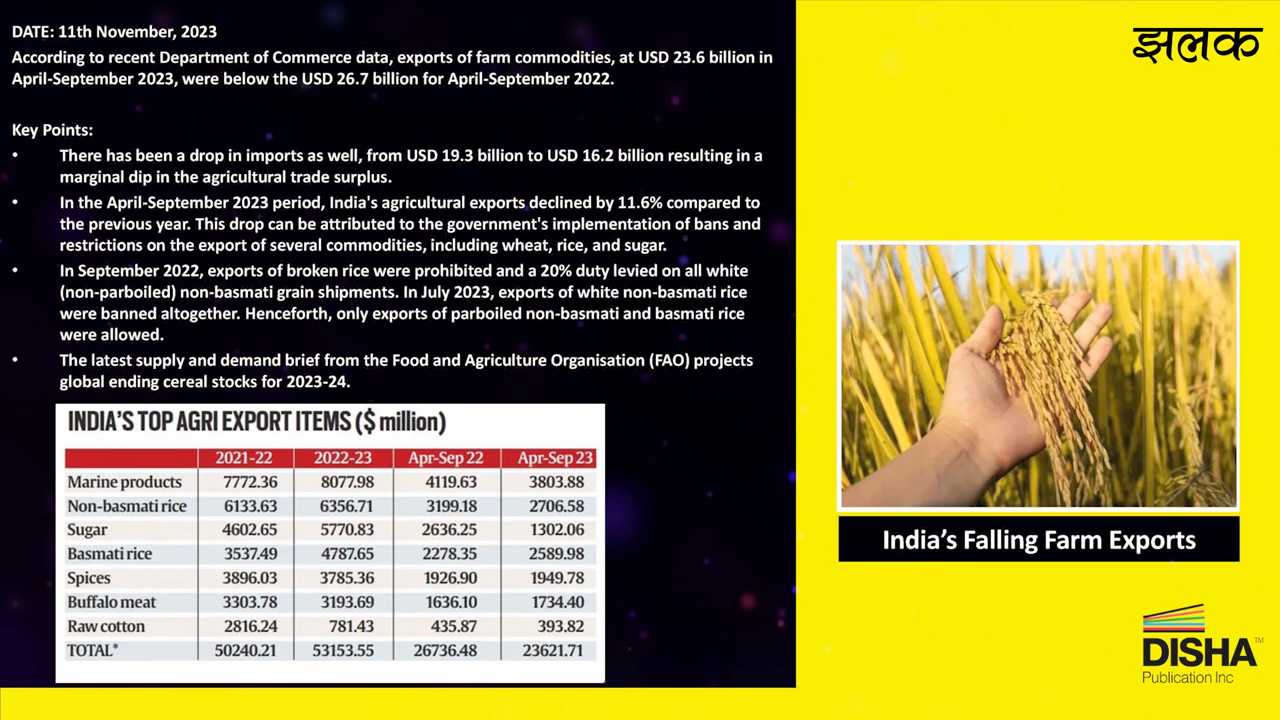 DATE: 11th November, 2023
According to recent Department of Commerce data, exports of farm commodities, at USD 23.6 billion in
April-September 2023, were below the USD 26.7 billion for April-September 2022.
Key Points:
• There has been a drop in imports as well, from USD 19.3 billion to USD 16.2 billion resulting in a
marginal dip in the agricultural trade surplus.
• In the April-September 2023 period, India's agricultural exports declined by 11.6% compared to
the previous year. This drop can be attributed to the government's implementation of bans and
restrictions on the export of several commodities, including wheat, rice, and sugar.
• In September 2022, exports of broken rice were prohibited and a 20% duty levied on all white
(non-parboiled) non-basmati grain shipments. In July 2023, exports of white non-basmati rice
were banned altogether. Henceforth, only exports of parboiled non-basmati and basmati rice
were allowed.
• The latest supply and demand brief from the Food and Agriculture Organisation (FAO) projects
global ending cereal stocks for 2023-24.
INDIA'S TOP AGRI EXPORT ITEMS ($ million)
2021-22 2022-23 Apr-Sep 22 Apr-Sep 23
Marine products 7772.36 8077.98 4119.63 3803.88
Non-basmati rice 6133.63 6356.71 3199.18 2706.58
Sugar 4602.65 5770.83 2636.25 1302.06
Basmati rice 3537.49 4787.65 2278.35 2589.98
Spices 3896.03 3785.36 1926.90 1949.78
Buffalo meat 3303.78 3193.69 1636.10 1734.40
Raw cotton 2816.24 781.43 435.87 393.82
TOTAL* 50240.21 53153.55 26736.48 23621.71
झलक
India's Falling Farm Exports
DISHA™
Publication Inc